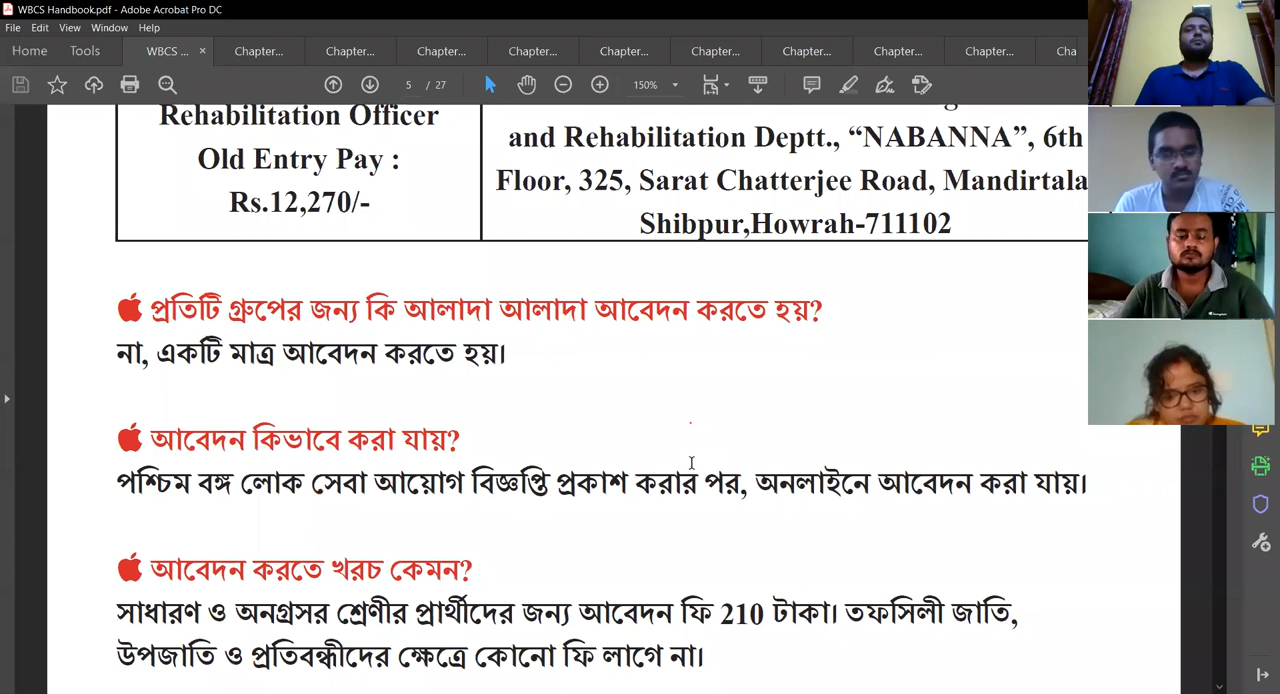 WBCS Handbook.pdf - Adobe Acrobat Pro DC
File Edit View Window Help
Home Tools WBCS ... × Chapter... Chapter... Chapter... Chapter... Chapter... Chapter... Chapter... Chapter... Chapter... Cha
5 / 27 150%
Rehabilitation Officer
Old Entry Pay :
Rs.12,270/-
and Rehabilitation Deptt., “NABANNA”, 6th
Floor, 325, Sarat Chatterjee Road, Mandirtala
Shibpur,Howrah-711102
প্রতিটি গ্রুপের জন্য কি আলাদা আলাদা আবেদন করতে হয়?
না, একটি মাত্র আবেদন করতে হয়।
আবেদন কিভাবে করা যায়?
পশ্চিম বঙ্গ লোক সেবা আয়োগ বিজ্ঞপ্তি প্রকাশ করার পর, অনলাইনে আবেদন করা যায়।
আবেদন করতে খরচ কেমন?
সাধারণ ও অনগ্রসর শ্রেণীর প্রার্থীদের জন্য আবেদন ফি 210 টাকা। তফসিলী জাতি,
উপজাতি ও প্রতিবন্ধীদের ক্ষেত্রে কোনো ফি লাগে না।